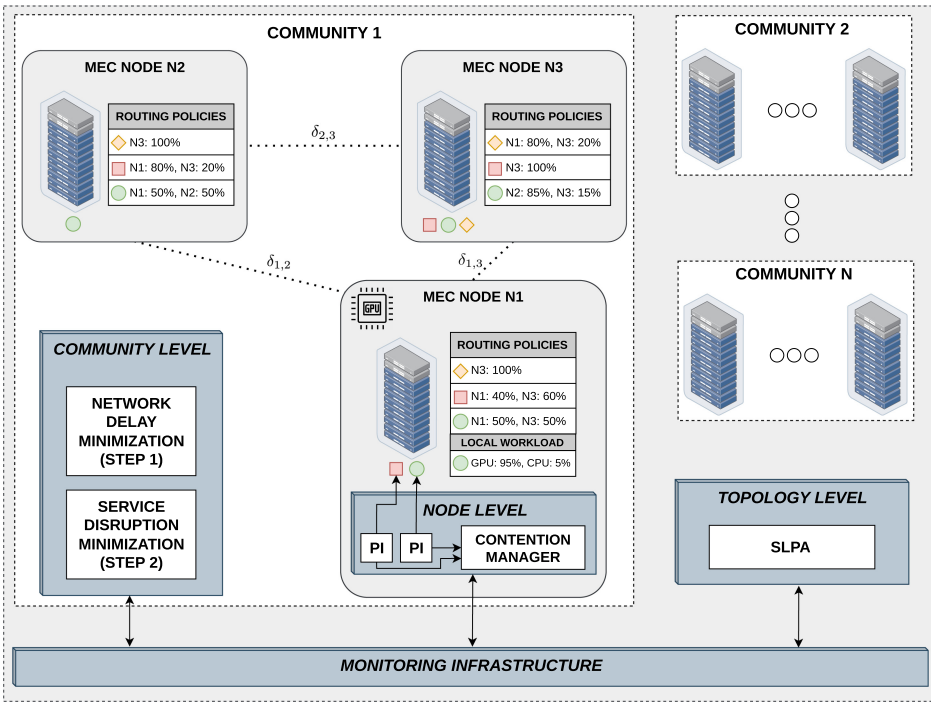 COMMUNITY 1
MEC NODE N2
ROUTING POLICIES
N3: 100%
N1: 80%, N3: 20%
N1: 50%, N2: 50%
δ2,3
MEC NODE N3
ROUTING POLICIES
N1: 80%, N3: 20%
N3: 100%
N2: 85%, N3: 15%
δ1,2
δ1,3
MEC NODE N1
GPU
ROUTING POLICIES
N3: 100%
N1: 40%, N3: 60%
N1: 50%, N3: 50%
LOCAL WORKLOAD
GPU: 95%, CPU: 5%
NODE LEVEL
PI
PI
CONTENTION
MANAGER
COMMUNITY LEVEL
NETWORK
DELAY
MINIMIZATION
(STEP 1)
SERVICE
DISRUPTION
MINIMIZATION
(STEP 2)
COMMUNITY 2
COMMUNITY N
TOPOLOGY LEVEL
SLPA
MONITORING INFRASTRUCTURE